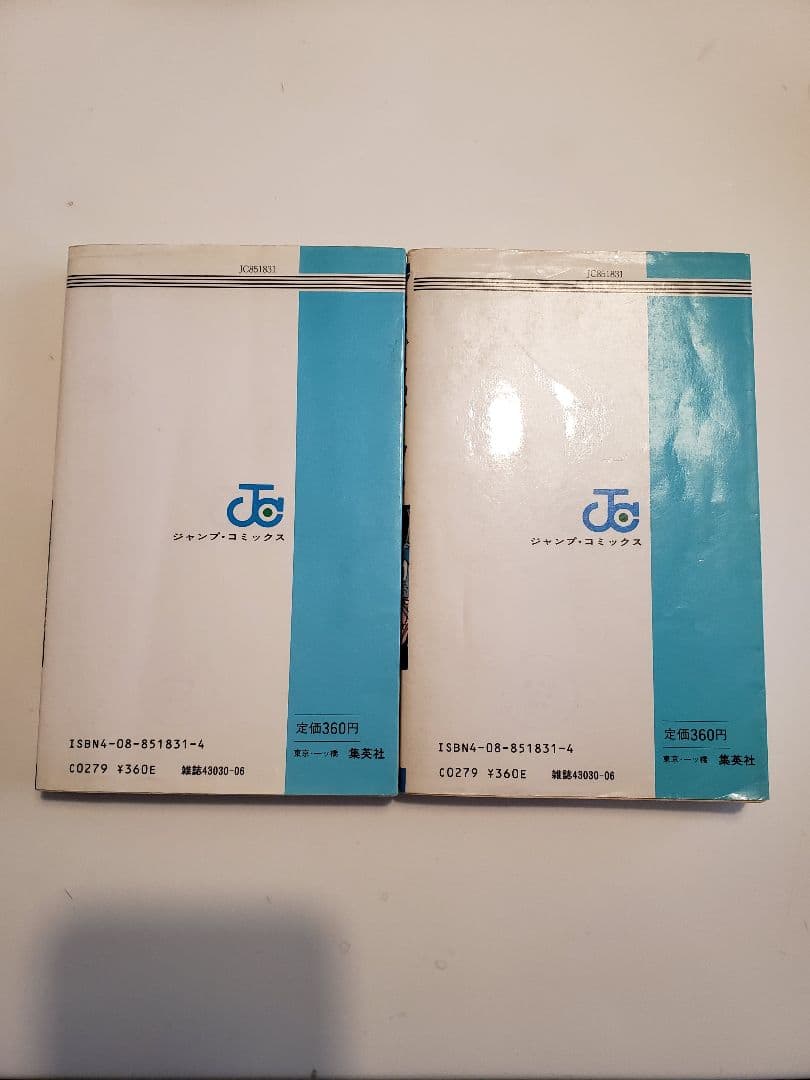 JC851831
JC
ジャンプ・コミックス
定価360円
ISBN4-08-851831-4
東京・一ツ橋 集英社
C0279 ¥360E 雑誌43030-06
JC851831
JC
ジャンプ・コミックス
定価360円
ISBN4-08-851831-4
東京・一ツ橋 集英社
C0279 ¥360E 雑誌43030-06